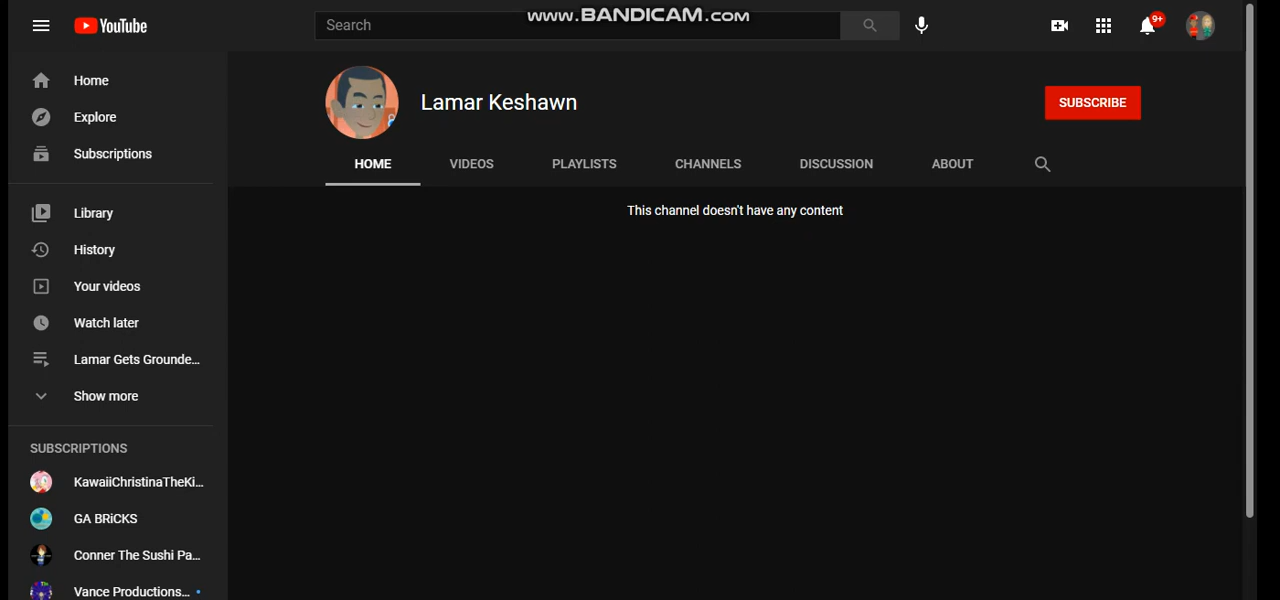 www.BANDICAM.com
YouTube
Search
9+
Home
Explore
Subscriptions
Library
History
Your videos
Watch later
Lamar Gets Grounde...
Show more
SUBSCRIPTIONS
KawaiiChristinaTheKi...
GA BRiCKS
Conner The Sushi Pa...
Vance Productions...
Lamar Keshawn
SUBSCRIBE
HOME VIDEOS PLAYLISTS CHANNELS DISCUSSION ABOUT
This channel doesn't have any content